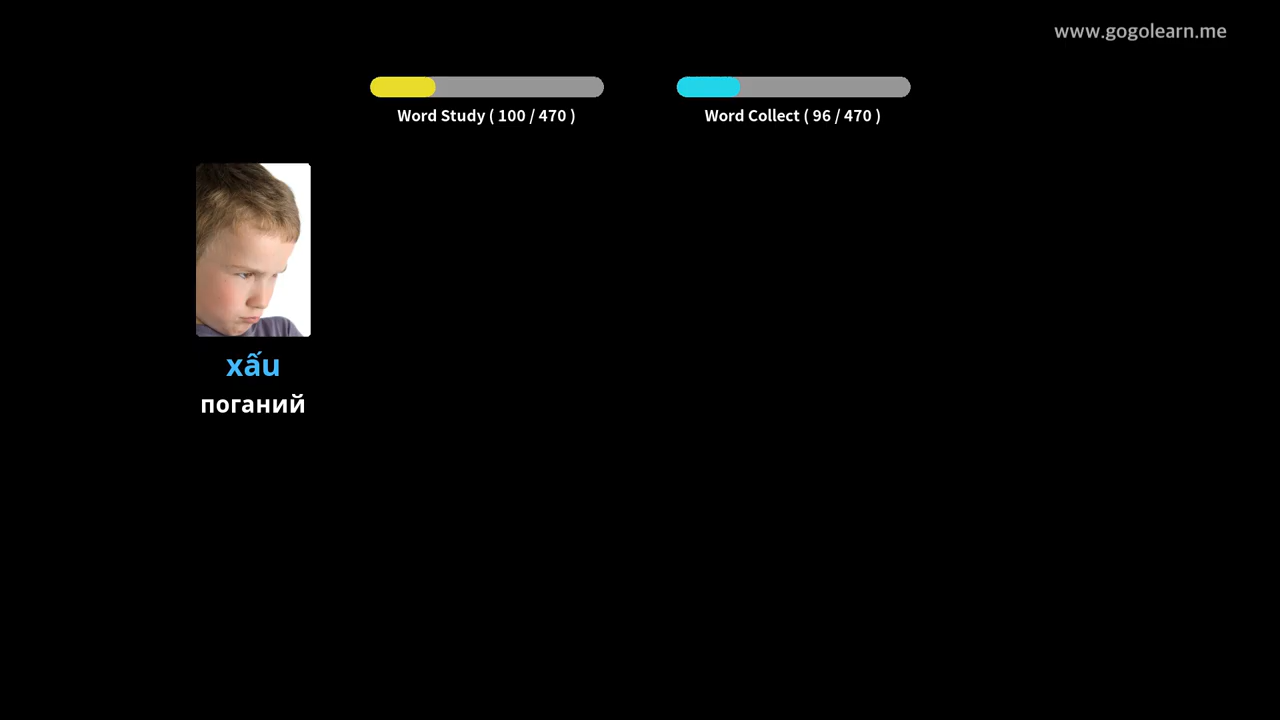 www.gogolearn.me
Word Study ( 100 / 470 )
Word Collect ( 96 / 470 )
xấu
поганий